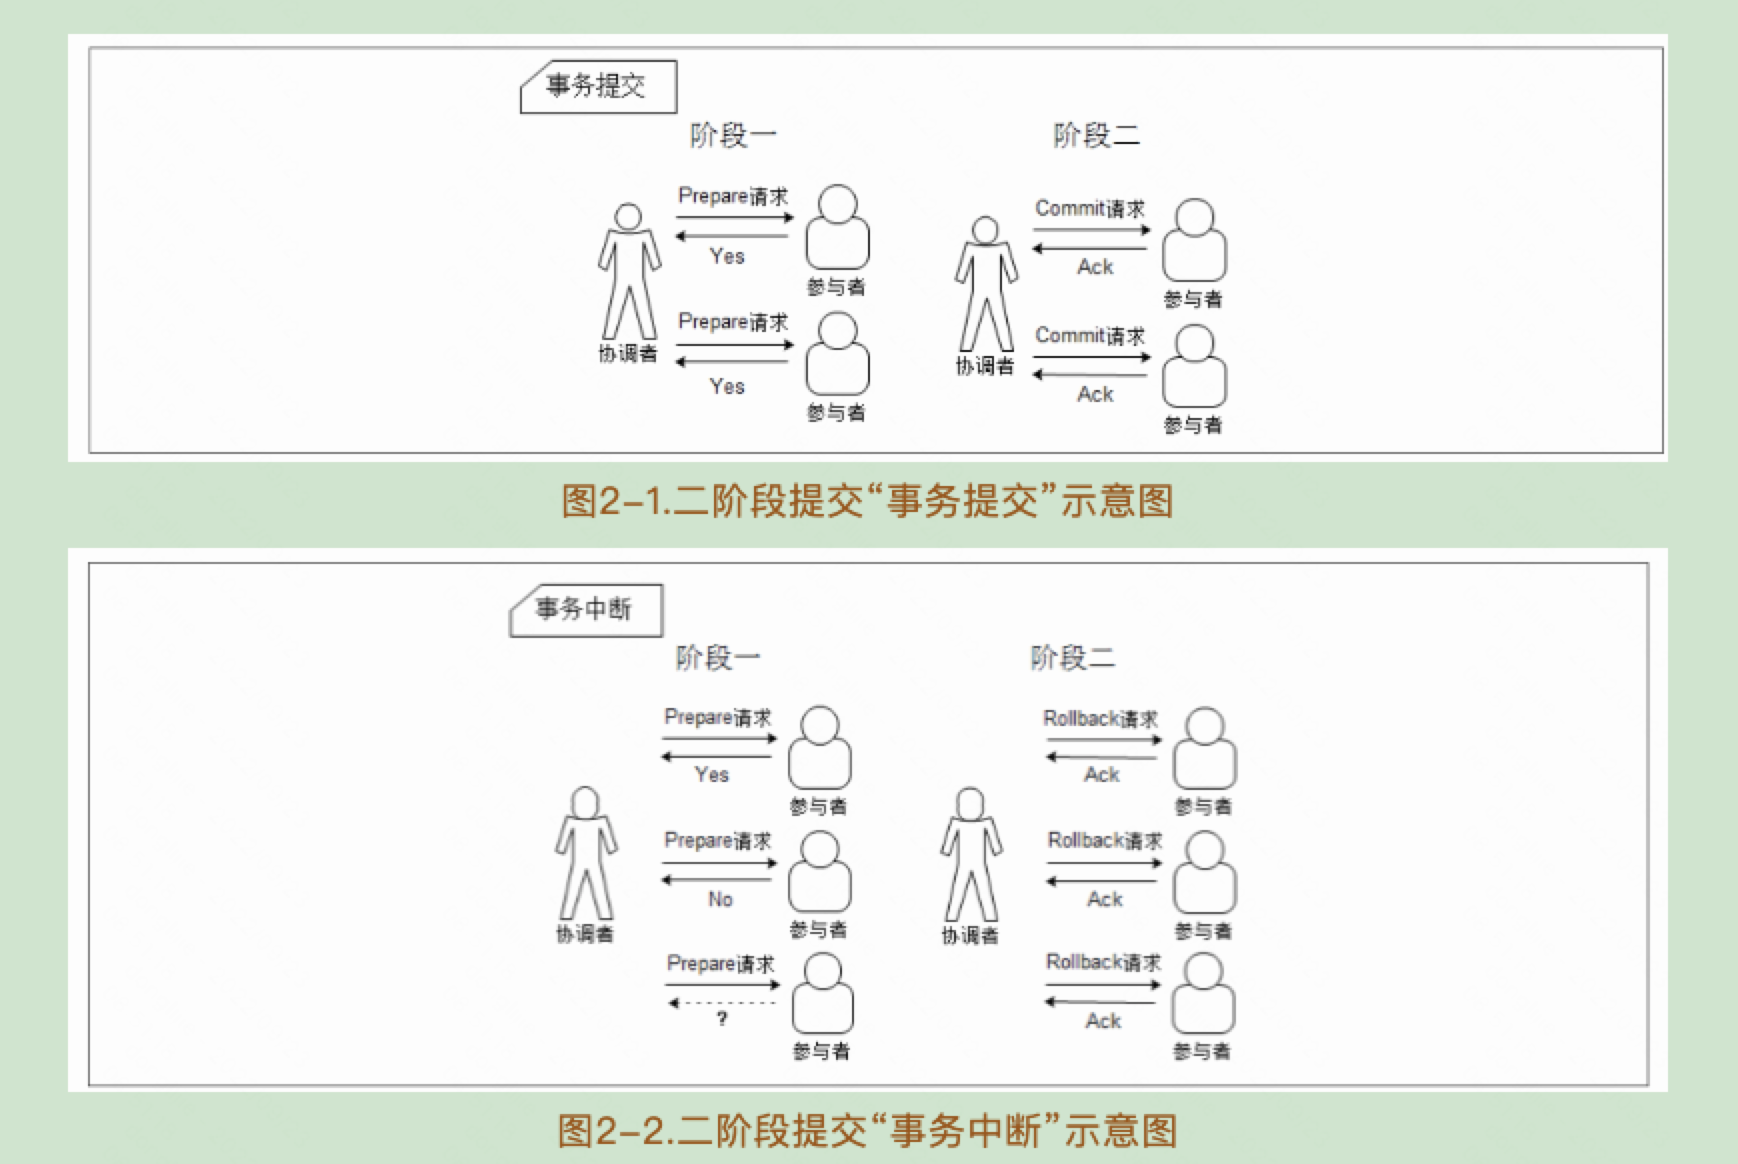 事务提交
阶段一
阶段二
Prepare请求
Yes
参与者
Prepare请求
Yes
参与者
协调者
Commit请求
Ack
参与者
Commit请求
Ack
参与者
协调者
图2-1.二阶段提交“事务提交”示意图
事务中断
阶段一
阶段二
Prepare请求
Yes
参与者
Prepare请求
No
参与者
协调者
Prepare请求
?
参与者
Rollback请求
Ack
参与者
Rollback请求
Ack
参与者
协调者
Rollback请求
Ack
参与者
图2-2.二阶段提交“事务中断”示意图